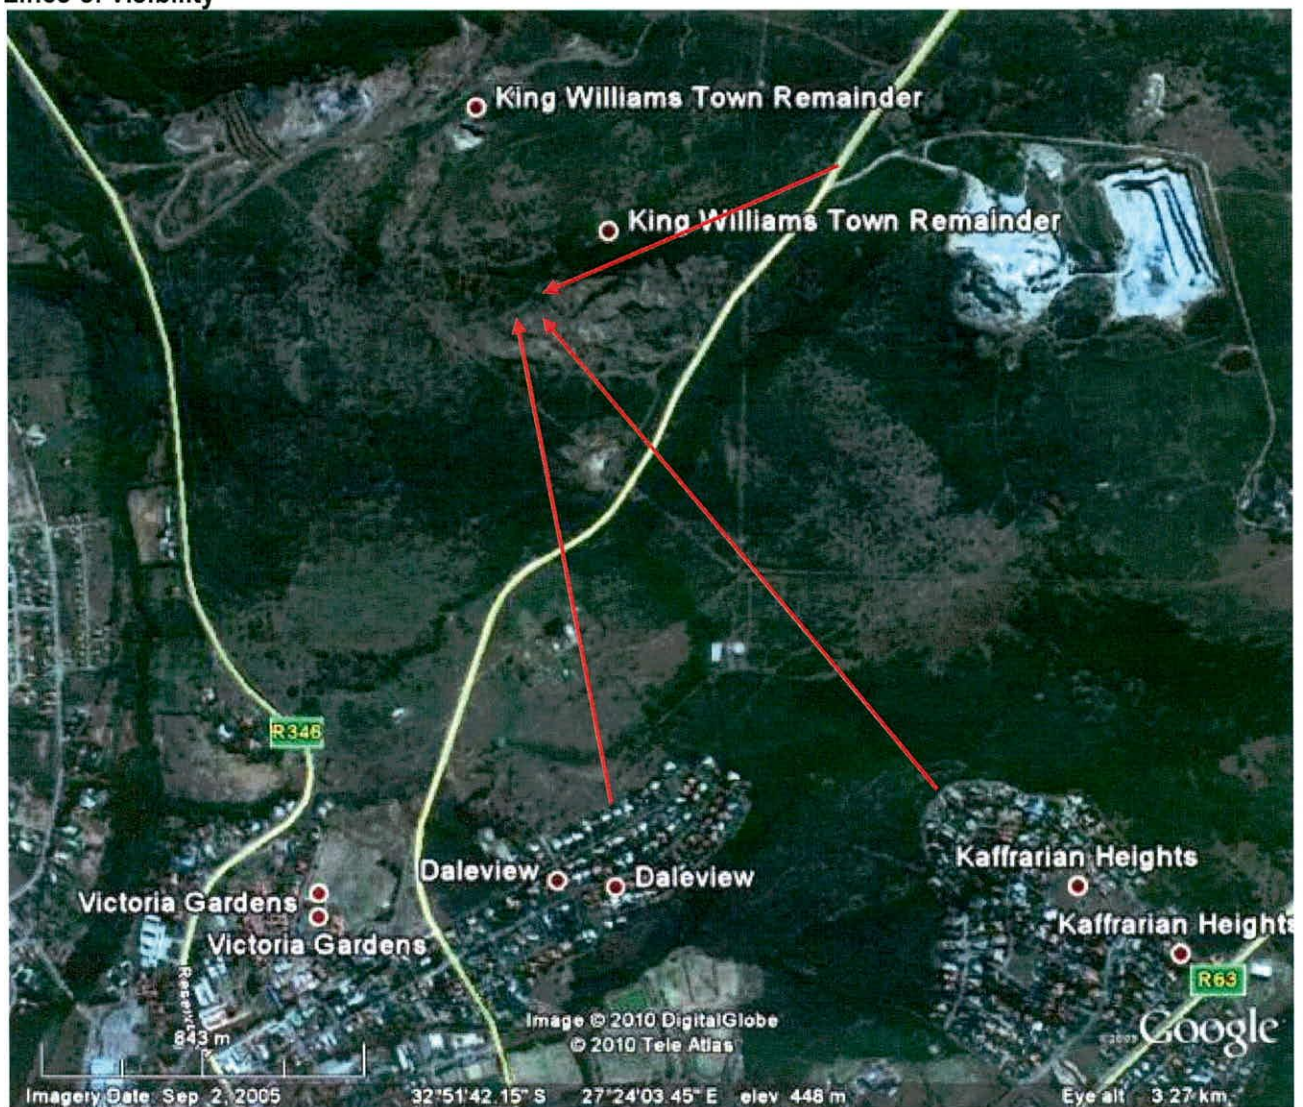 Lines of Visibility
King Williams Town Remainder
King Williams Town Remainder
R346
Daleview
Daleview
Kaffrarian Heights
Victoria Gardens
Kaffrarian Heights
Victoria Gardens
R63
Image © 2010 DigitalGlobe
© 2010 Tele Atlas
© 2009 Google
843 m
Imagery Date Sep 2, 2005
32°51'42.15" S 27°24'03.45" E elev 448 m
Eye alt 3.27 km